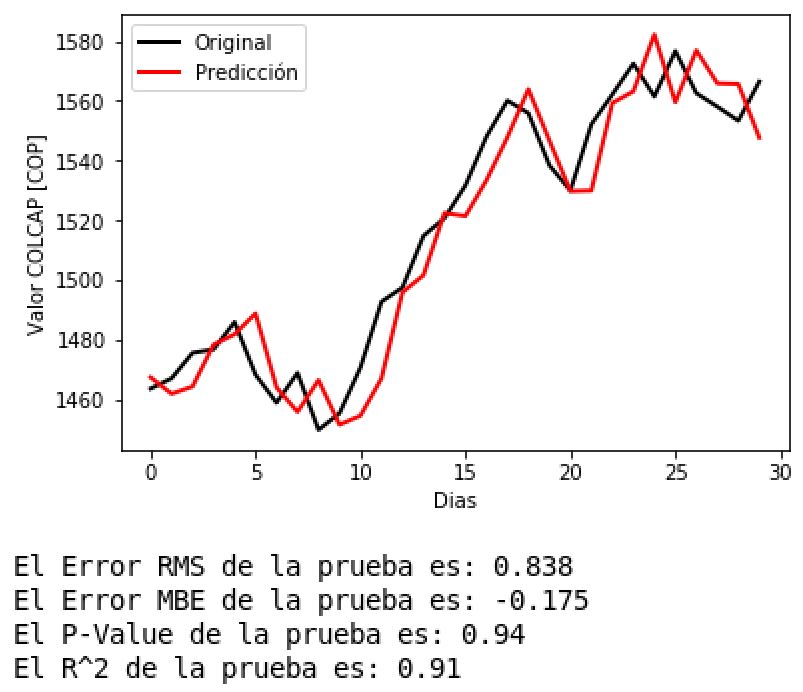 1580
1560
1540
1520
1500
1480
1460
Valor COLCAP [COP]
Original
Predicción
0 5 10 15 20 25 30
Dias
El Error RMS de la prueba es: 0.838
El Error MBE de la prueba es: -0.175
El P-Value de la prueba es: 0.94
El R^2 de la prueba es: 0.91